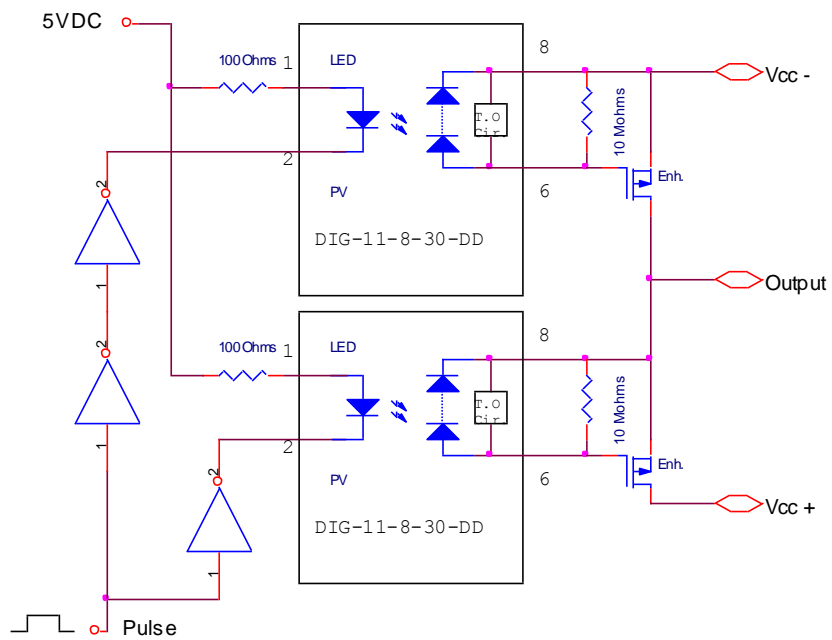 5VDC
100Ohms
1
LED
8
Vcc -
T.O
Cir.
10 Mohms
2
PV
6
Enh.
DIG-11-8-30-DD
2
1
Output
100Ohms
1
LED
8
2
T.O
Cir.
10 Mohms
1
2
PV
6
Enh.
2
DIG-11-8-30-DD
Vcc +
1
Pulse